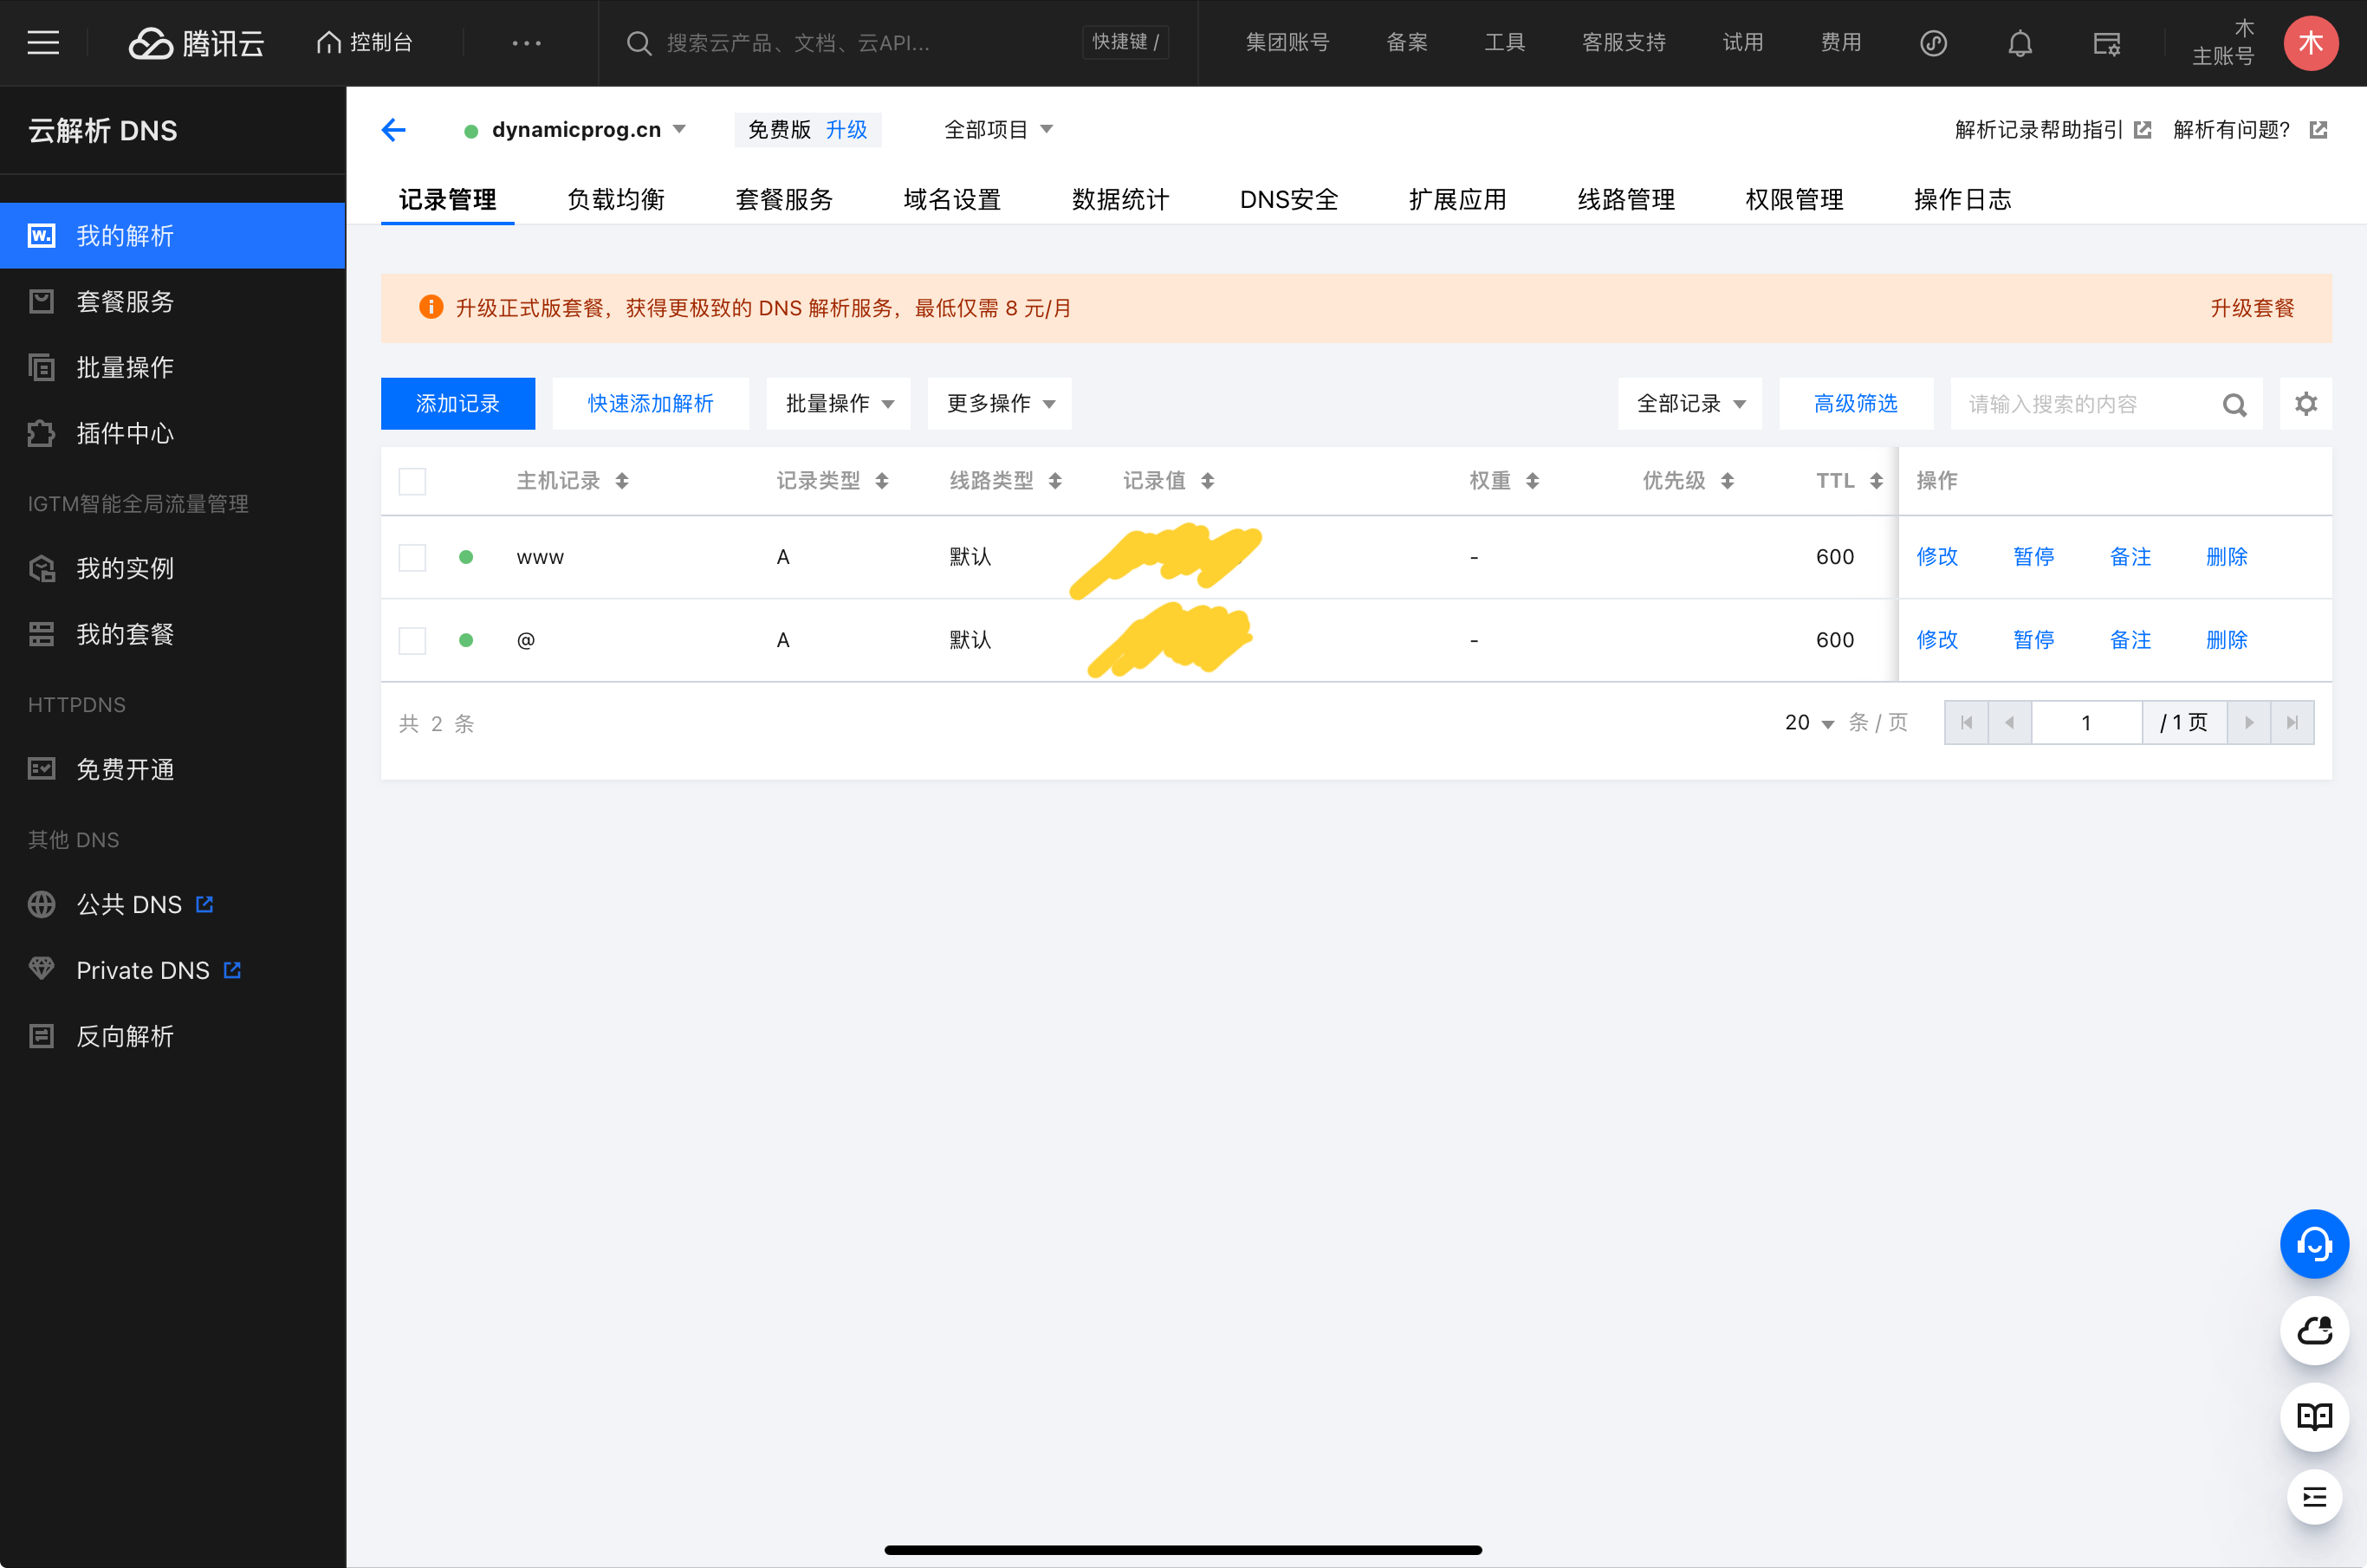 腾讯云
控制台
搜索云产品、文档、云API...
快捷键 /
集团账号
备案
工具
客服支持
试用
费用
木
主账号
木
云解析 DNS
我的解析
套餐服务
批量操作
插件中心
IGTM智能全局流量管理
我的实例
我的套餐
HTTPDNS
免费开通
其他 DNS
公共 DNS
Private DNS
反向解析
dynamicprog.cn
免费版 升级
全部项目
解析记录帮助指引
解析有问题?
记录管理
负载均衡
套餐服务
域名设置
数据统计
DNS安全
扩展应用
线路管理
权限管理
操作日志
升级正式版套餐，获得更极致的 DNS 解析服务，最低仅需 8 元/月
升级套餐
添加记录
快速添加解析
批量操作
更多操作
全部记录
高级筛选
请输入搜索的内容
主机记录 记录类型 线路类型 记录值 权重 优先级 TTL 操作
www A 默认 - 600 修改 暂停 备注 删除
@ A 默认 - 600 修改 暂停 备注 删除
共 2 条
20 条 / 页
1 / 1 页